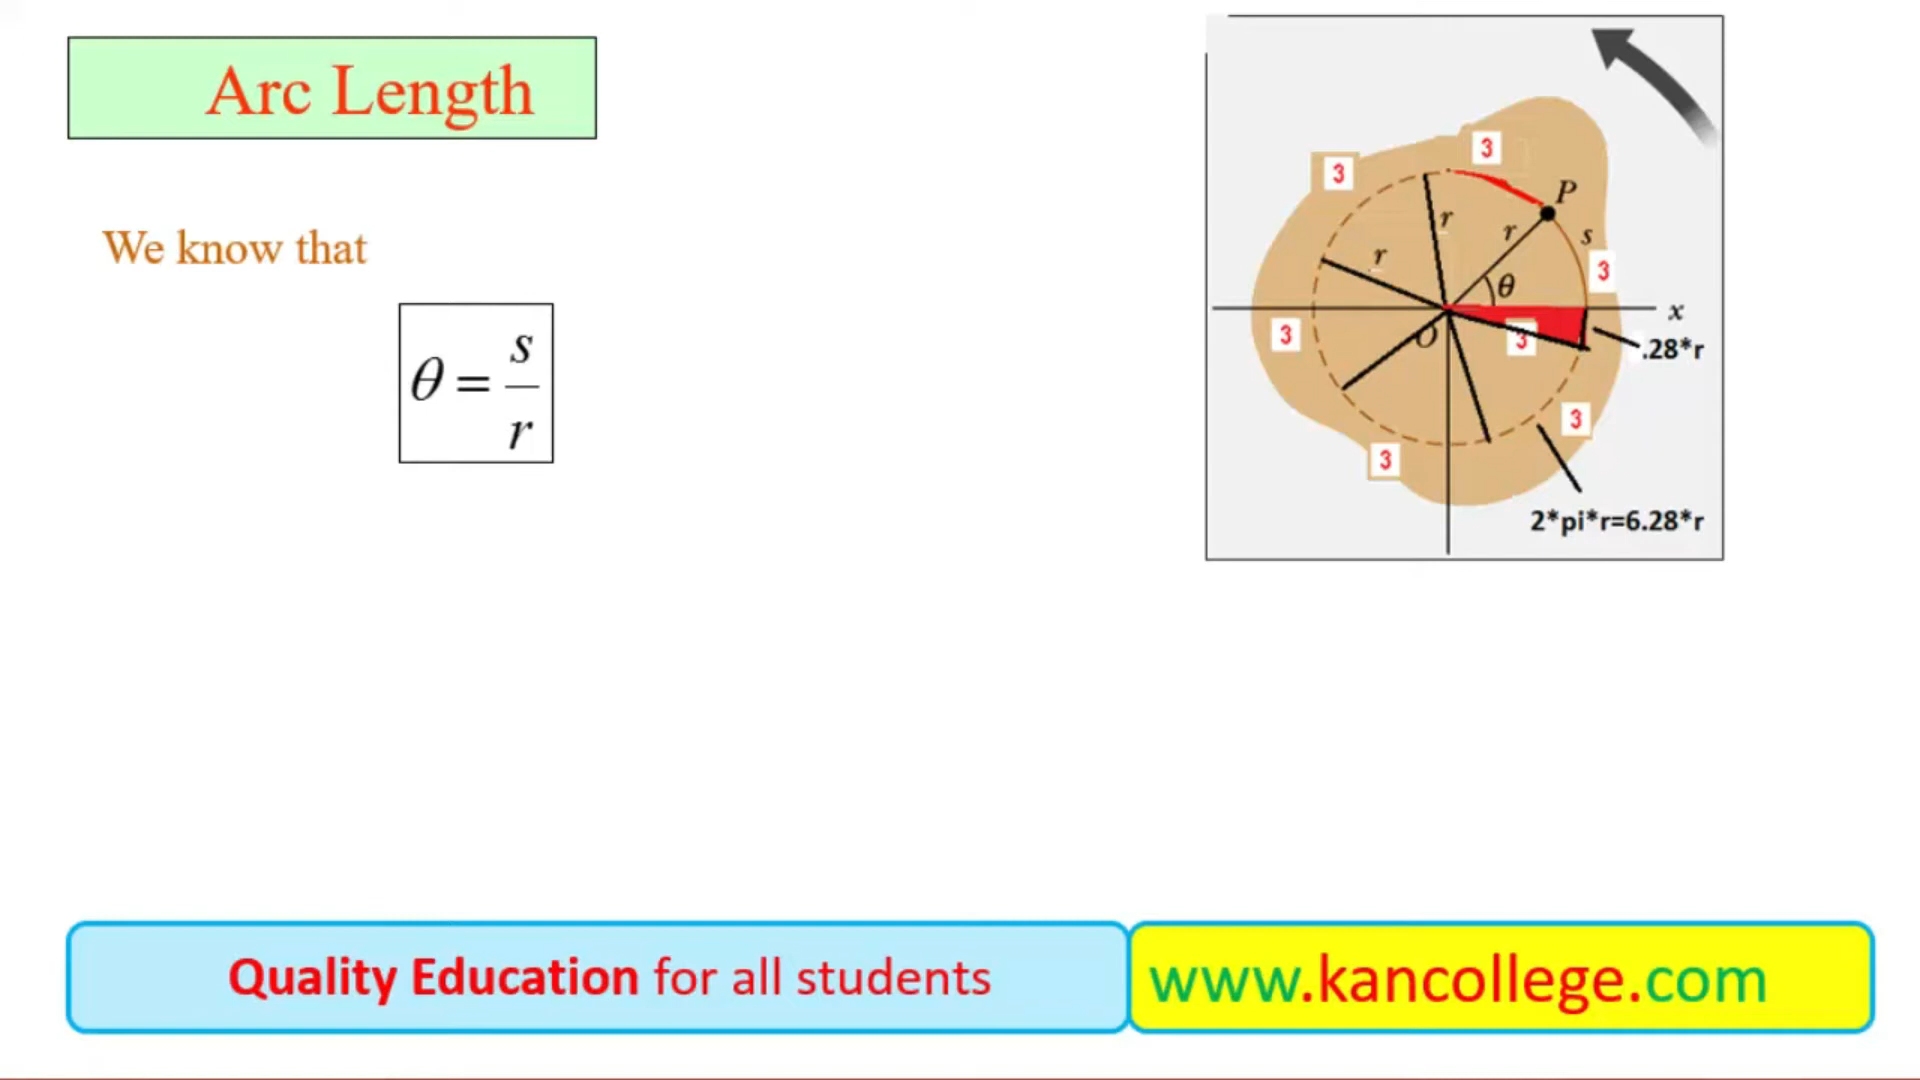 Arc Length
We know that
θ = s/r
3
3
P
r
r
s
r
3
θ
x
O
3
3
.28*r
3
3
2*pi*r=6.28*r
Quality Education for all students
www.kancollege.com